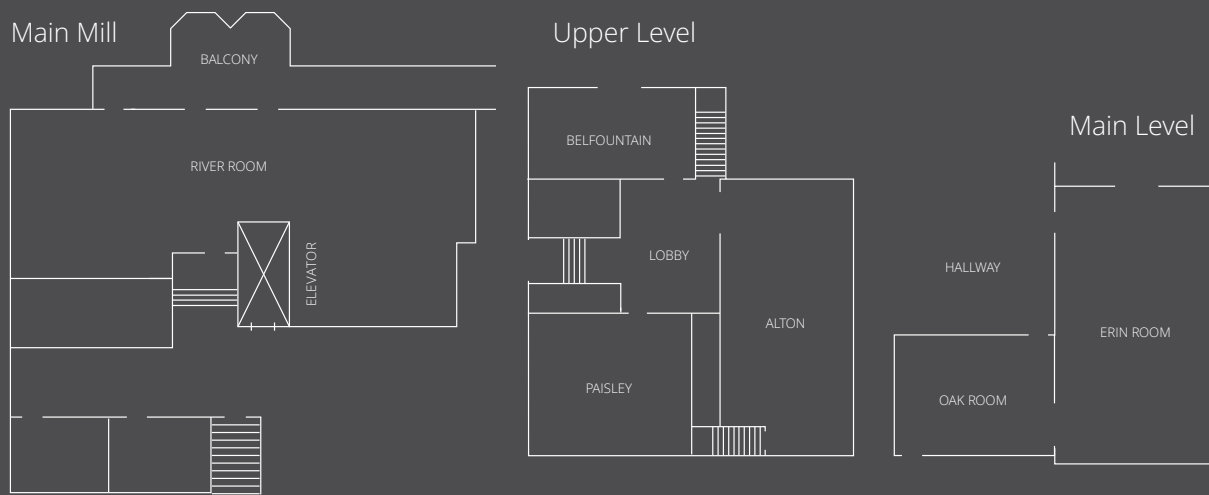 Main Mill
BALCONY
RIVER ROOM
ELEVATOR
Upper Level
BELFOUNTAIN
LOBBY
ALTON
PAISLEY
Main Level
HALLWAY
ERIN ROOM
OAK ROOM